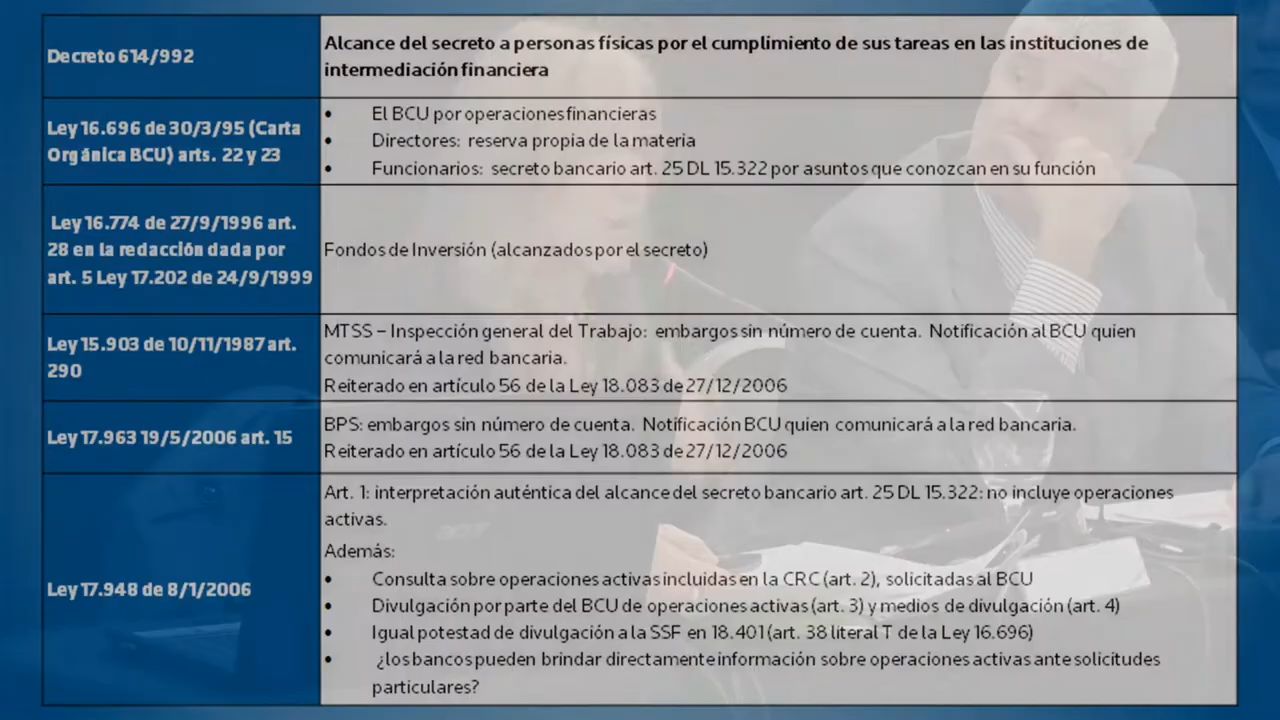 Decreto 614/992
Alcance del secreto a personas físicas por el cumplimiento de sus tareas en las instituciones de
intermediación financiera
Ley 16.696 de 30/3/95 (Carta
Orgánica BCU) arts. 22 y 23
• El BCU por operaciones financieras
• Directores: reserva propia de la materia
• Funcionarios: secreto bancario art. 25 DL 15.322 por asuntos que conozcan en su función
Ley 16.774 de 27/9/1996 art.
28 en la redacción dada por
art. 5 Ley 17.202 de 24/9/1999
Fondos de Inversión (alcanzados por el secreto)
Ley 15.903 de 10/11/1987 art.
290
MTSS – Inspección general del Trabajo: embargos sin número de cuenta. Notificación al BCU quien
comunicará a la red bancaria.
Reiterado en artículo 56 de la Ley 18.083 de 27/12/2006
Ley 17.963 19/5/2006 art. 15
BPS: embargos sin número de cuenta. Notificación BCU quien comunicará a la red bancaria.
Reiterado en artículo 56 de la Ley 18.083 de 27/12/2006
Ley 17.948 de 8/1/2006
Art. 1: interpretación auténtica del alcance del secreto bancario art. 25 DL 15.322: no incluye operaciones
activas.
Además:
• Consulta sobre operaciones activas incluidas en la CRC (art. 2), solicitadas al BCU
• Divulgación por parte del BCU de operaciones activas (art. 3) y medios de divulgación (art. 4)
• Igual potestad de divulgación a la SSF en 18.401 (art. 38 literal T de la Ley 16.696)
• ¿los bancos pueden brindar directamente información sobre operaciones activas ante solicitudes
particulares?